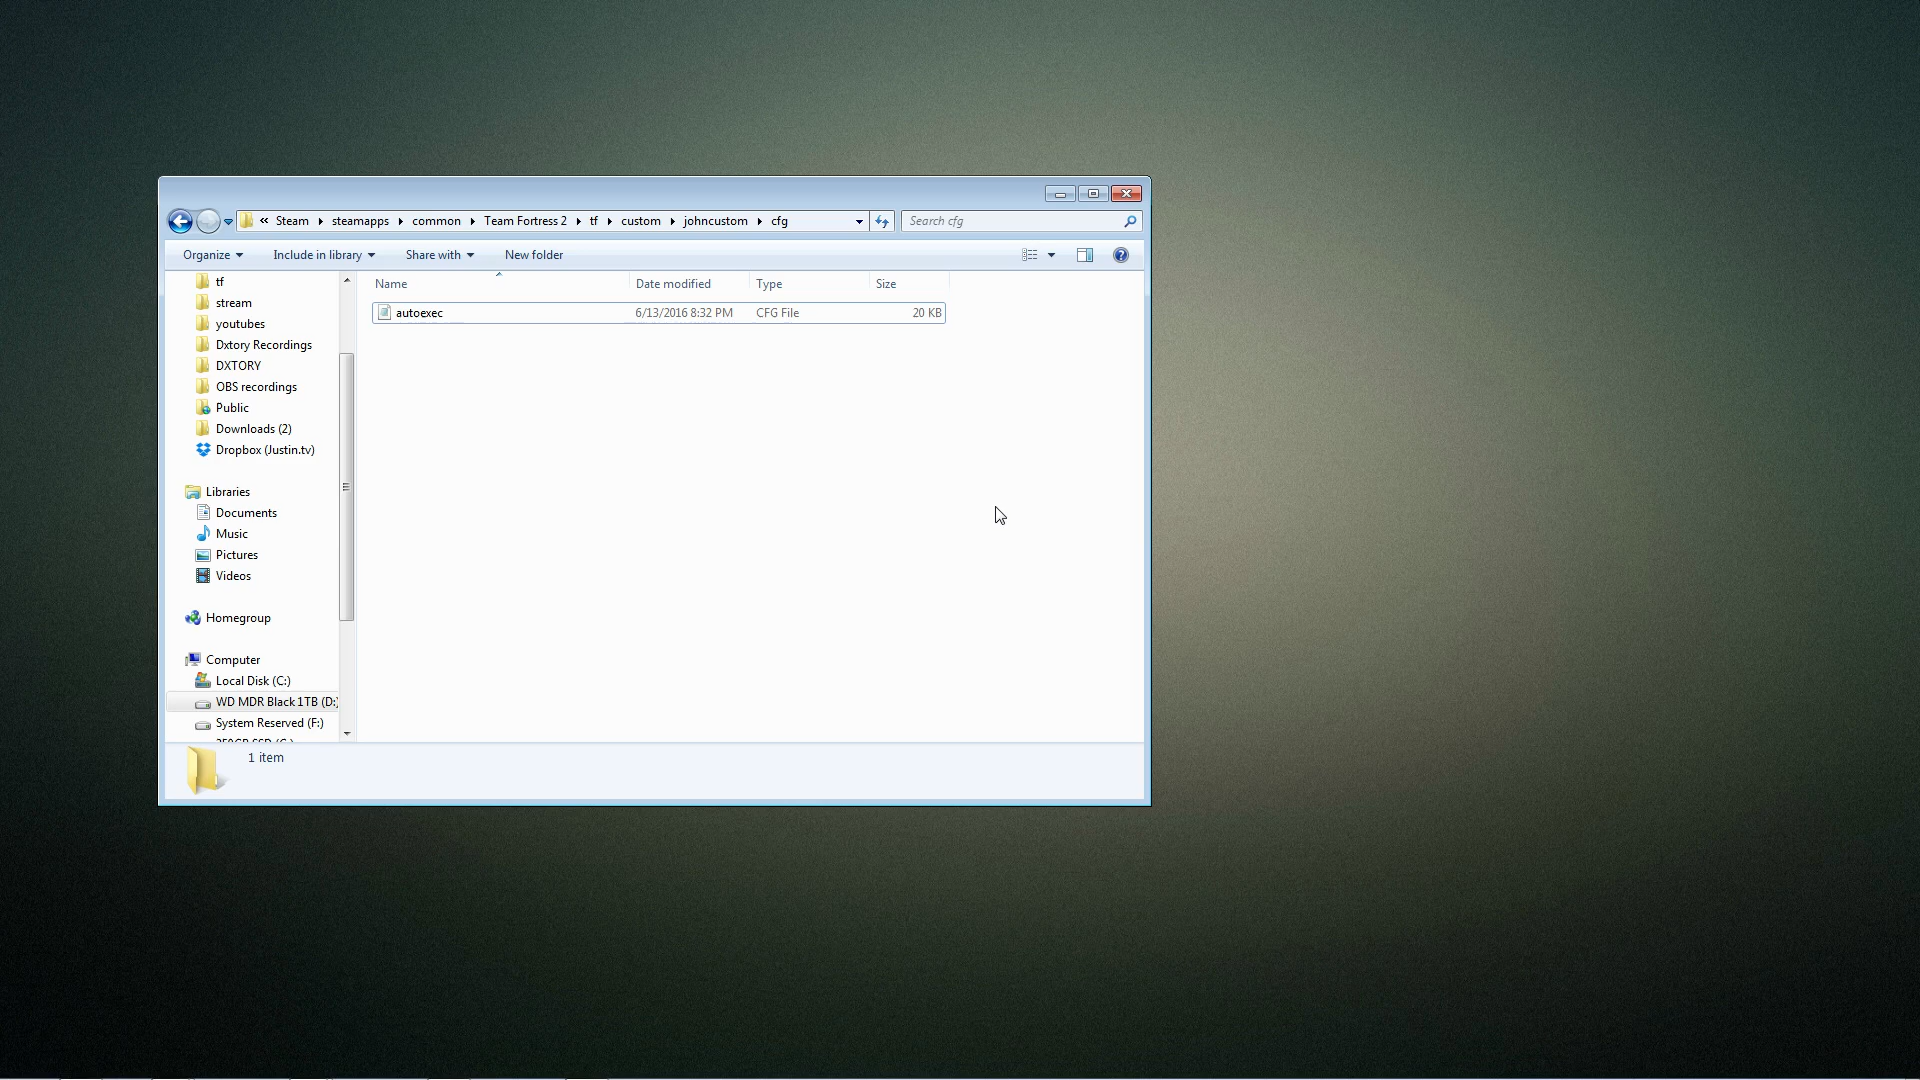 « Steam steamapps common Team Fortress 2 tf custom johncustom cfg
Search cfg
Organize Include in library Share with New folder
Name Date modified Type Size
autoexec 6/13/2016 8:32 PM CFG File 20 KB
tf
stream
youtubes
Dxtory Recordings
DXTORY
OBS recordings
Public
Downloads (2)
Dropbox (Justin.tv)
Libraries
Documents
Music
Pictures
Videos
Homegroup
Computer
Local Disk (C:)
WD MDR Black 1TB (D:)
System Reserved (F:)
1 item